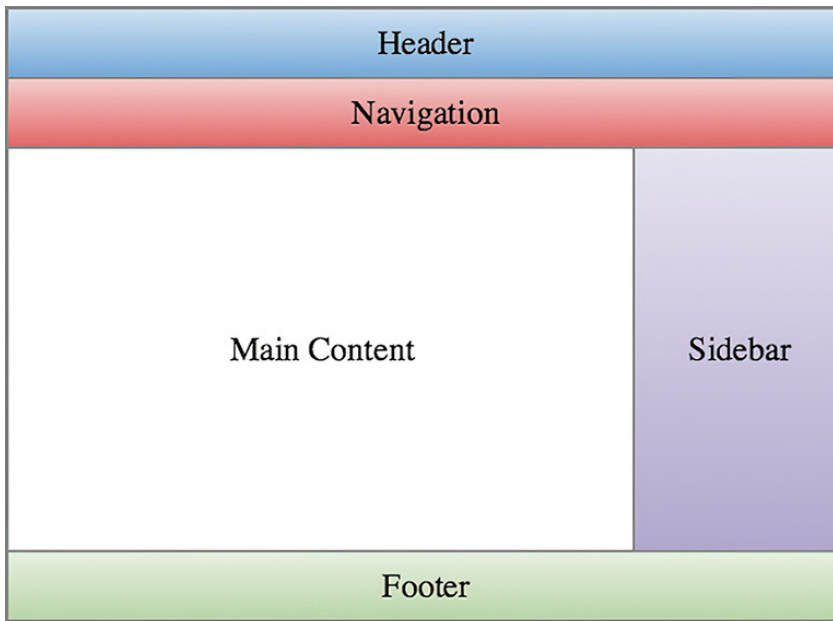 Header
Navigation
Main Content
Sidebar
Footer